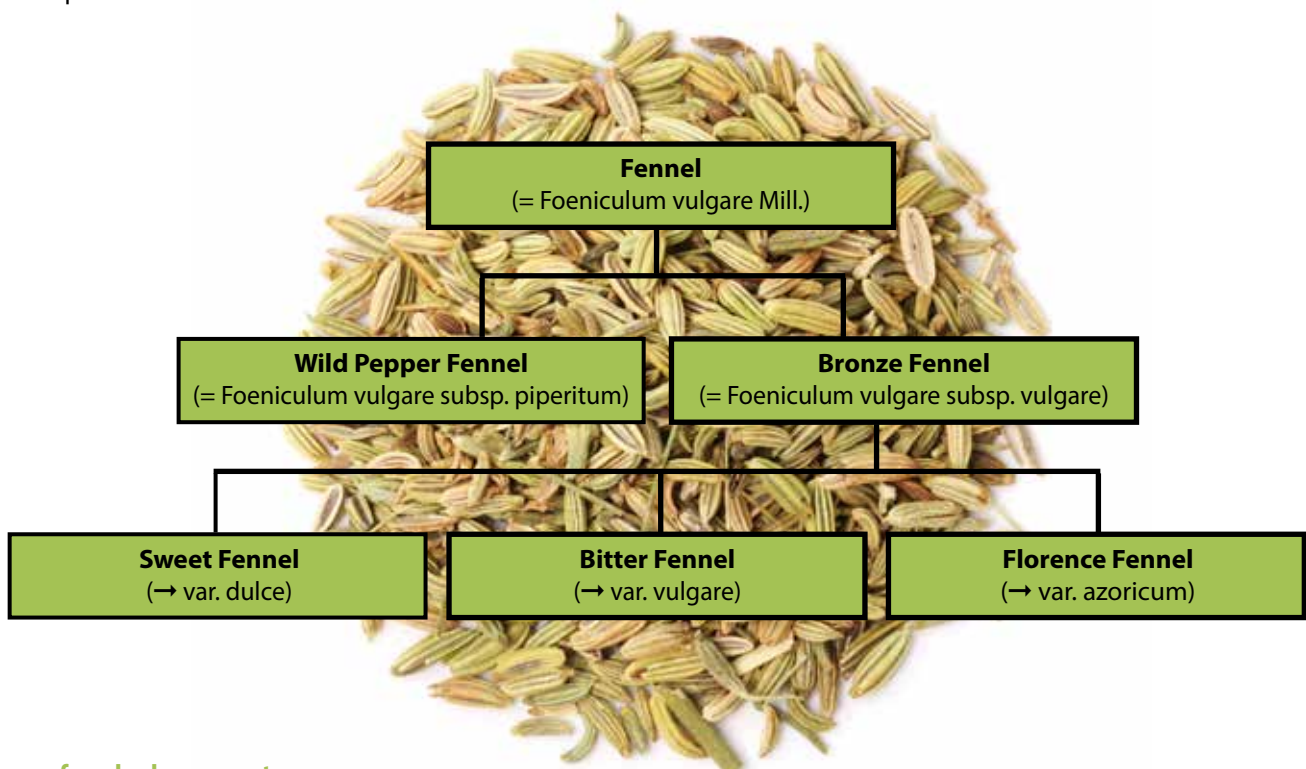 Fennel
(= Foeniculum vulgare Mill.)
Wild Pepper Fennel
(= Foeniculum vulgare subsp. piperitum)
Bronze Fennel
(= Foeniculum vulgare subsp. vulgare)
Sweet Fennel
(→ var. dulce)
Bitter Fennel
(→ var. vulgare)
Florence Fennel
(→ var. azoricum)